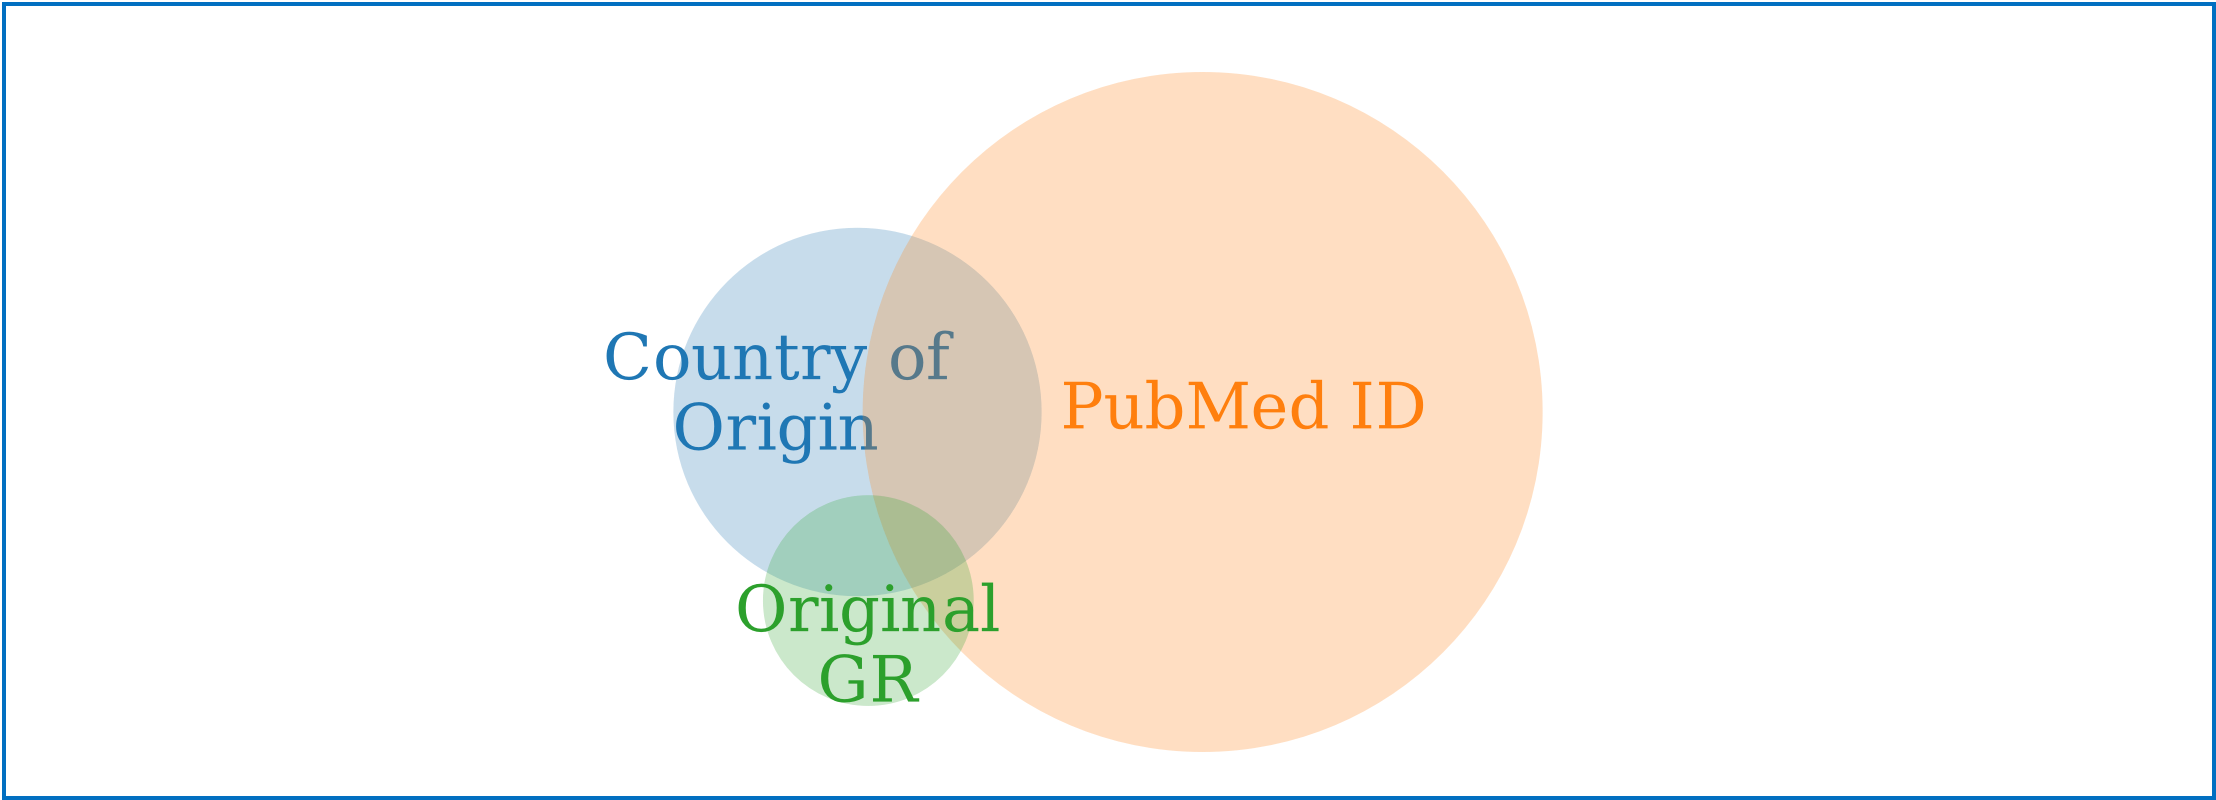 Country of
Origin
PubMed ID
Original
GR